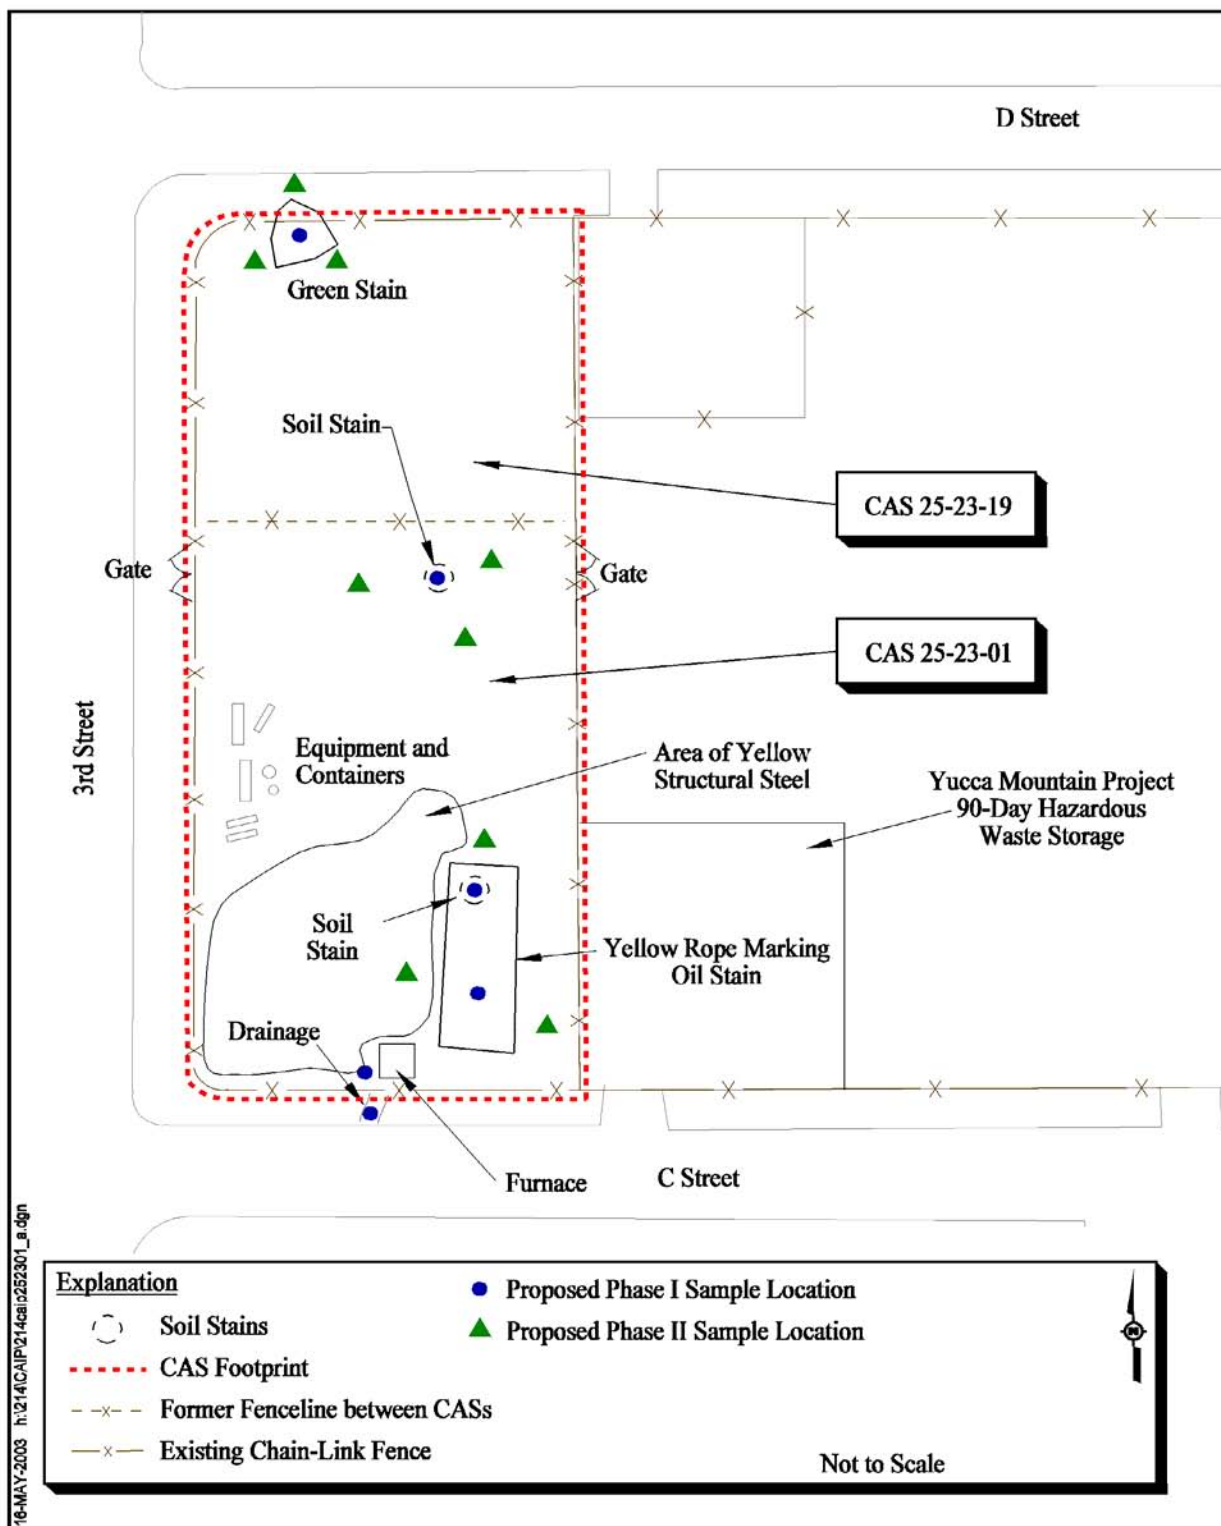 D Street
Green Stain
Soil Stain
CAS 25-23-19
Gate
Gate
CAS 25-23-01
3rd Street
Equipment and
Containers
Area of Yellow
Structural Steel
Yucca Mountain Project
90-Day Hazardous
Waste Storage
Soil
Stain
Yellow Rope Marking
Oil Stain
Drainage
Furnace
C Street
16-MAY-2003 h:\214\CAIP\214caip252301_a.dgn
Explanation
Soil Stains
CAS Footprint
Former Fenceline between CASs
Existing Chain-Link Fence
Proposed Phase I Sample Location
Proposed Phase II Sample Location
N
Not to Scale